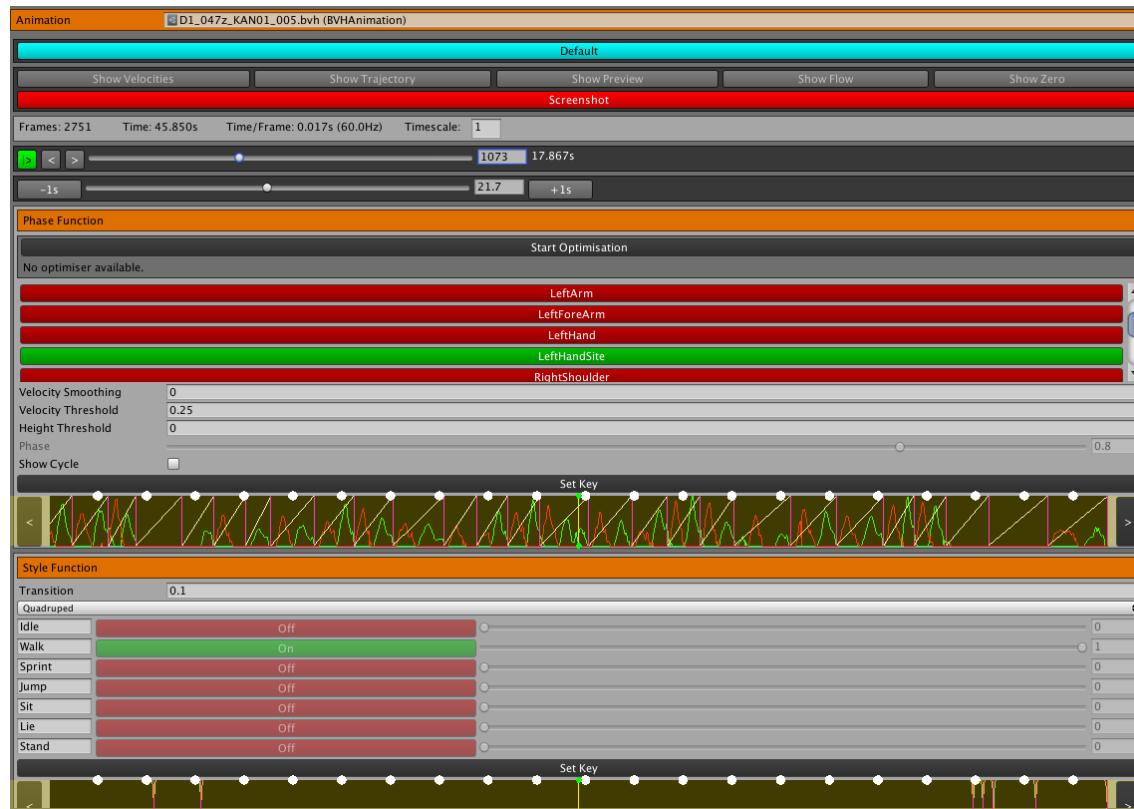 Animation D1_047z_KAN01_005.bvh (BVHAnimation)
Default
Show Velocities Show Trajectory Show Preview Show Flow Show Zero
Screenshot
Frames: 2751 Time: 45.850s Time/Frame: 0.017s (60.0Hz) Timescale: 1
|> < > 1073 17.867s
-1s 21.7 +1s
Phase Function
Start Optimisation
No optimiser available.
LeftArm
LeftForeArm
LeftHand
LeftHandSite
RightShoulder
Velocity Smoothing 0
Velocity Threshold 0.25
Height Threshold 0
Phase 0.8
Show Cycle
Set Key
< >
Style Function
Transition 0.1
Quadruped
Idle Off 0
Walk On 1
Sprint Off 0
Jump Off 0
Sit Off 0
Lie Off 0
Stand Off 0
Set Key
< >